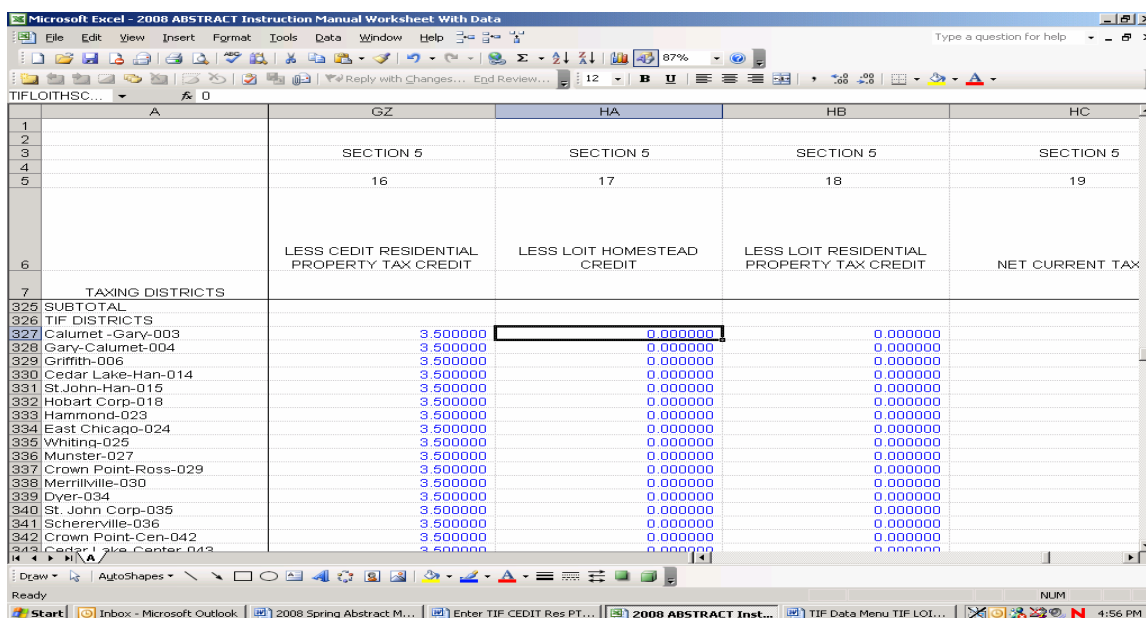 Microsoft Excel - 2008 ABSTRACT Instruction Manual Worksheet With Data
File Edit View Insert Format Tools Data Window Help Type a question for help
87%
Reply with Changes... End Review... 12 B U
TIFLOITHSC... fx 0
A GZ HA HB HC
1
2
3 SECTION 5 SECTION 5 SECTION 5 SECTION 5
4
5 16 17 18 19
LESS CEDIT RESIDENTIAL LESS LOIT HOMESTEAD LESS LOIT RESIDENTIAL
6 PROPERTY TAX CREDIT CREDIT PROPERTY TAX CREDIT NET CURRENT TAX
7 TAXING DISTRICTS
325 SUBTOTAL
326 TIF DISTRICTS
327 Calumet -Gary-003 3.500000 0.000000 0.000000
328 Gary-Calumet-004 3.500000 0.000000 0.000000
329 Griffith-006 3.500000 0.000000 0.000000
330 Cedar Lake-Han-014 3.500000 0.000000 0.000000
331 St.John-Han-015 3.500000 0.000000 0.000000
332 Hobart Corp-018 3.500000 0.000000 0.000000
333 Hammond-023 3.500000 0.000000 0.000000
334 East Chicago-024 3.500000 0.000000 0.000000
335 Whiting-025 3.500000 0.000000 0.000000
336 Munster-027 3.500000 0.000000 0.000000
337 Crown Point-Ross-029 3.500000 0.000000 0.000000
338 Merrillville-030 3.500000 0.000000 0.000000
339 Dyer-034 3.500000 0.000000 0.000000
340 St. John Corp-035 3.500000 0.000000 0.000000
341 Schererville-036 3.500000 0.000000 0.000000
342 Crown Point-Cen-042 3.500000 0.000000 0.000000
343 Cedar Lake Center 043 3.500000 0.000000 0.000000
A
Draw AutoShapes
Ready NUM
Start Inbox - Microsoft Outlook 2008 Spring Abstract M... Enter TIF CEDIT Res PT... 2008 ABSTRACT Inst... TIF Data Menu TIF LOI... 4:56 PM